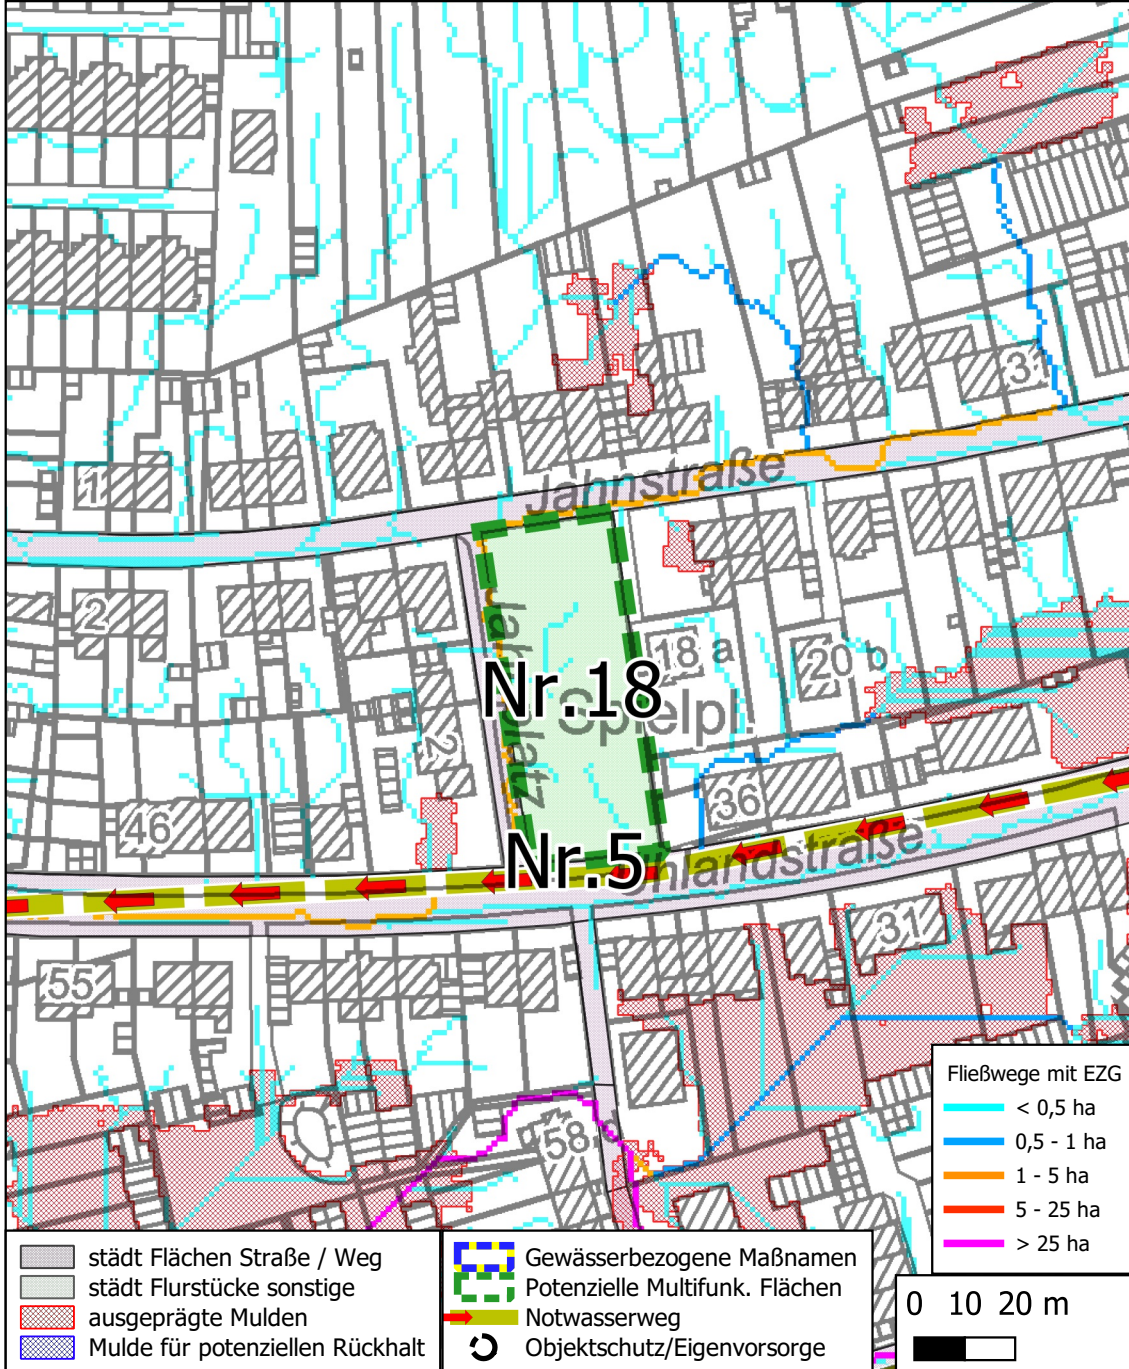 3
Jahnstraße
1
2
Jahnplatz
18 a
20 b
Nr.18
Spielpl.
2
36
46
Nr.5
Uhlandstraße
31
55
58
Fließwege mit EZG
< 0,5 ha
0,5 - 1 ha
1 - 5 ha
5 - 25 ha
> 25 ha
städt Flächen Straße / Weg
städt Flurstücke sonstige
ausgeprägte Mulden
Mulde für potenziellen Rückhalt
Gewässerbezogene Maßnamen
Potenzielle Multifunk. Flächen
Notwasserweg
Objektschutz/Eigenvorsorge
0 10 20 m